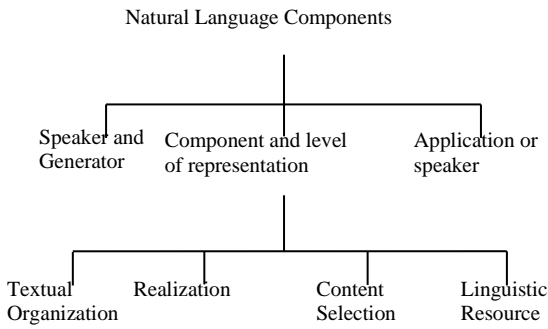 Natural Language Components
Speaker and
Generator
Component and level
of representation
Application or
speaker
Textual
Organization
Realization
Content
Selection
Linguistic
Resource